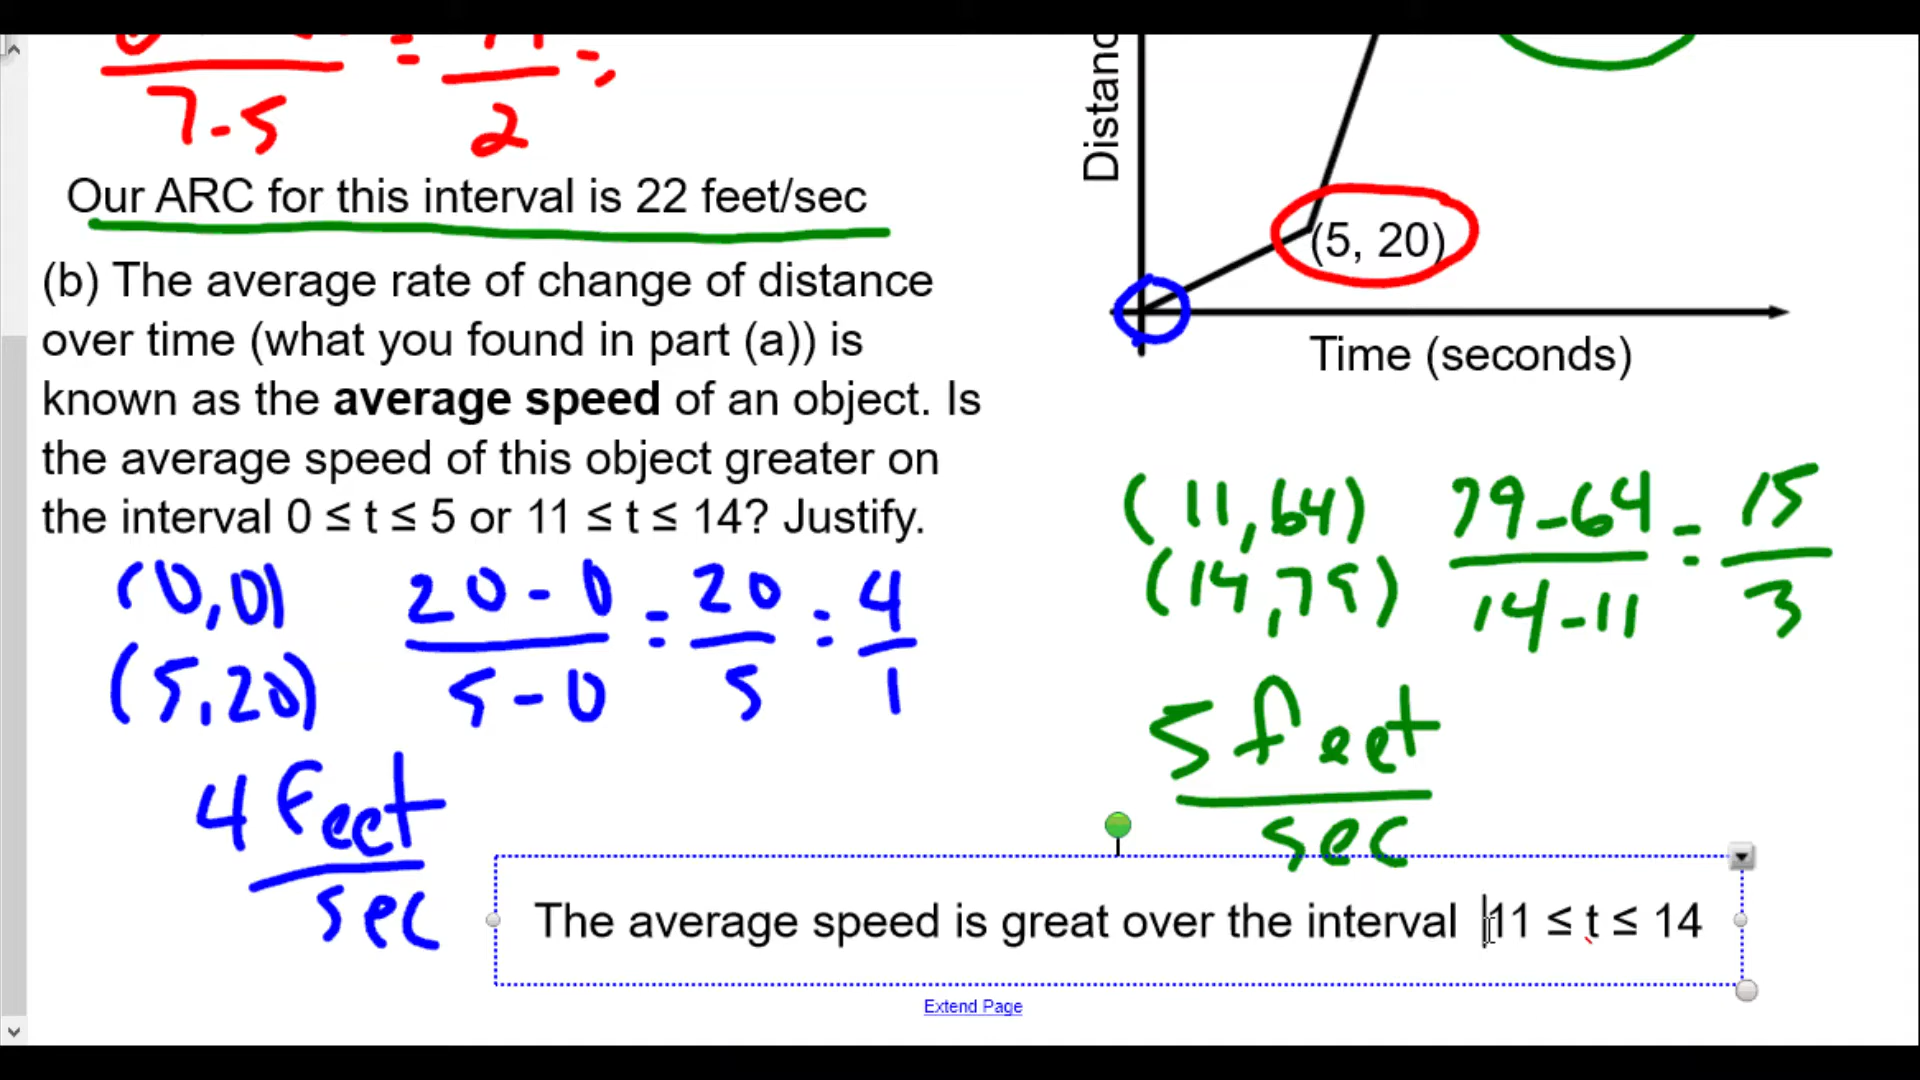 7-5
2
Our ARC for this interval is 22 feet/sec
(b) The average rate of change of distance
over time (what you found in part (a)) is
known as the average speed of an object. Is
the average speed of this object greater on
the interval 0 ≤ t ≤ 5 or 11 ≤ t ≤ 14? Justify.
(0,0)
(5,20)
20-0 = 20 = 4
5-0 5 1
4 feet
sec
Distanc
(5, 20)
Time (seconds)
(11,64)
(14,79)
79-64 = 15
14-11 3
5 feet
sec
The average speed is great over the interval 11 ≤ t ≤ 14
Extend Page